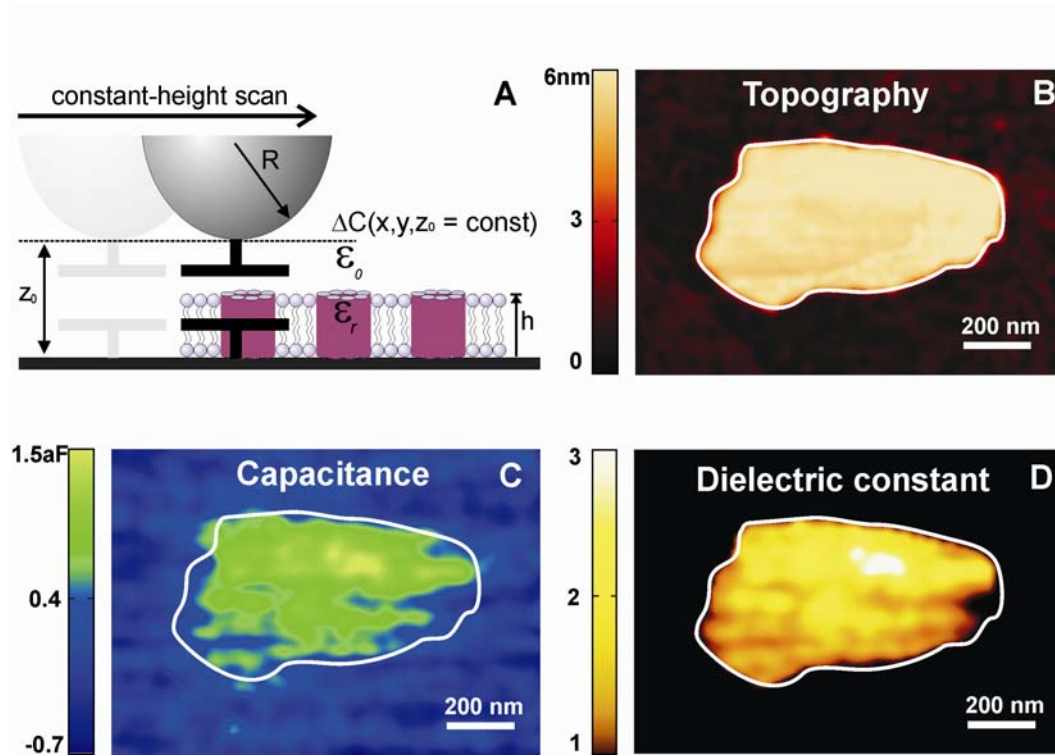 A
constant-height scan
R
ΔC(x,y,z₀ = const)
ε₀
z₀
εᵣ
h
6nm
Topography
B
3
200 nm
0
1.5aF
Capacitance
C
0.4
200 nm
-0.7
3
Dielectric constant
D
2
200 nm
1